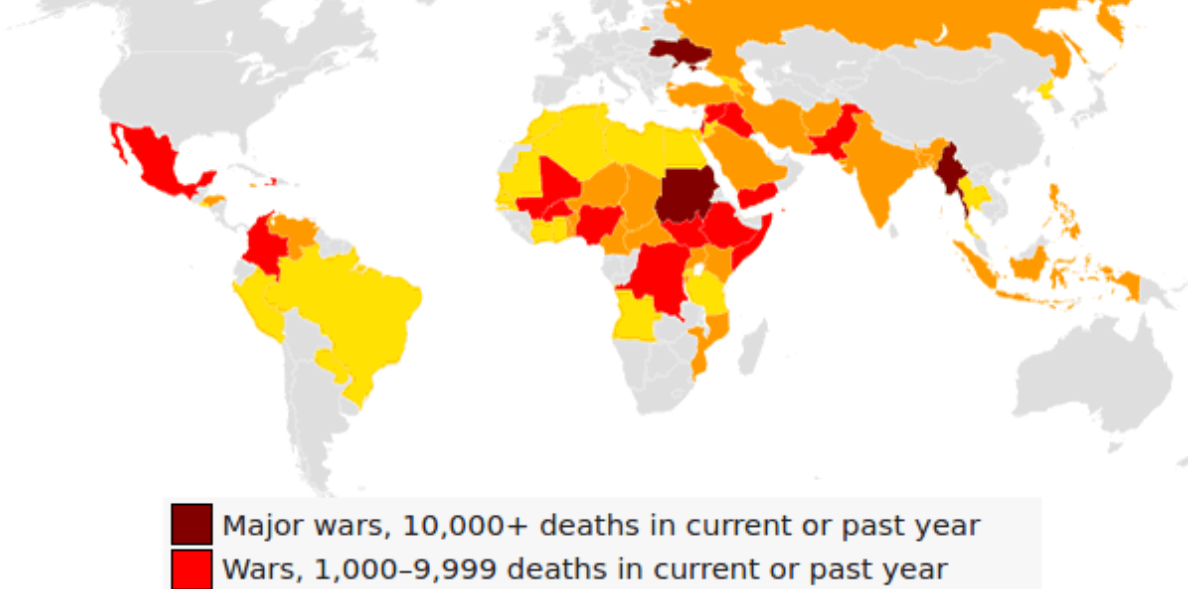 Major wars, 10,000+ deaths in current or past year
Wars, 1,000–9,999 deaths in current or past year